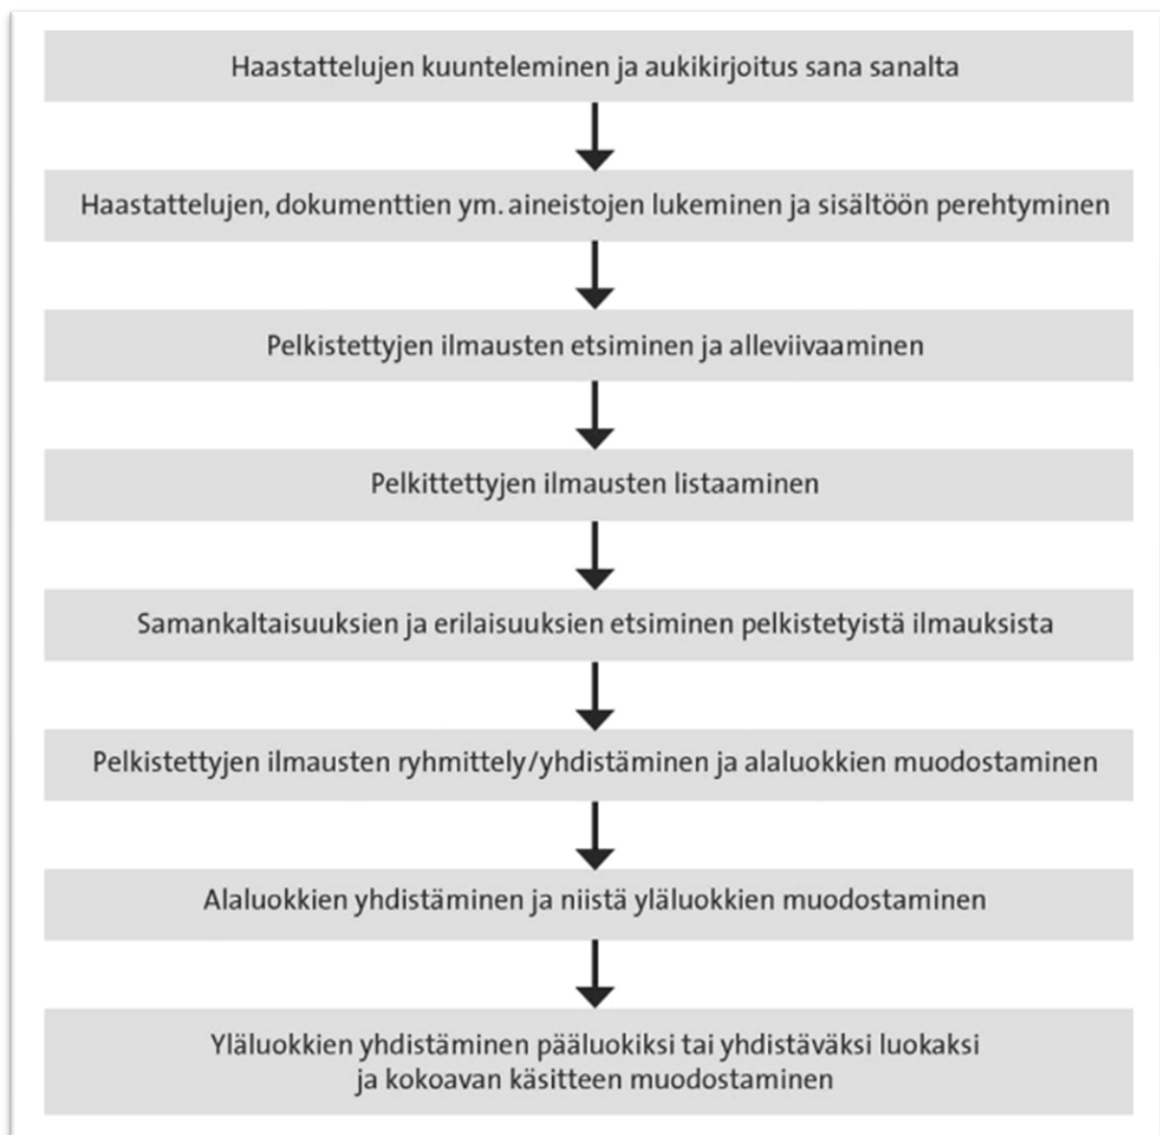 Haastattelujen kuunteleminen ja aukikirjoitus sana sanalta
Haastattelujen, dokumenttien ym. aineistojen lukeminen ja sisältöön perehtyminen
Pelkistettyjen ilmausten etsiminen ja alleviivaaminen
Pelkittettyjen ilmausten listaaminen
Samankaltaisuuksien ja erilaisuuksien etsiminen pelkistetyistä ilmauksista
Pelkistettyjen ilmausten ryhmittely/yhdistäminen ja alaluokkien muodostaminen
Alaluokkien yhdistäminen ja niistä yläluokkien muodostaminen
Yläluokkien yhdistäminen pääluokiksi tai yhdistäväksi luokaksi
ja kokoavan käsitteen muodostaminen